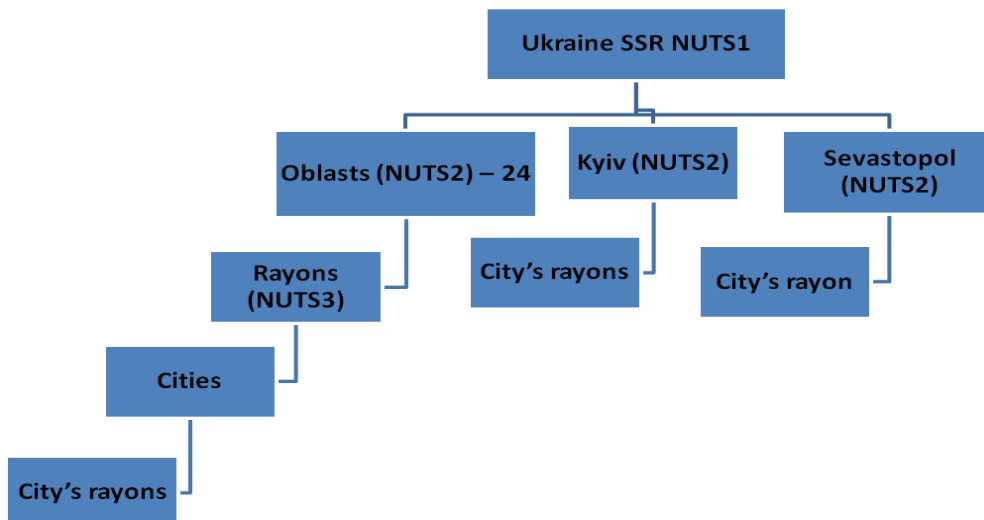 Ukraine SSR NUTS1
Oblasts (NUTS2) – 24
Kyiv (NUTS2)
Sevastopol
(NUTS2)
Rayons
(NUTS3)
City’s rayons
City’s rayon
Cities
City’s rayons